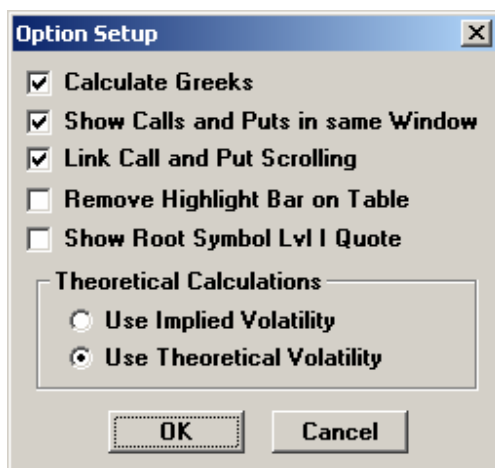 Option Setup
Calculate Greeks
Show Calls and Puts in same Window
Link Call and Put Scrolling
Remove Highlight Bar on Table
Show Root Symbol Lvl I Quote
Theoretical Calculations
Use Implied Volatility
Use Theoretical Volatility
OK Cancel